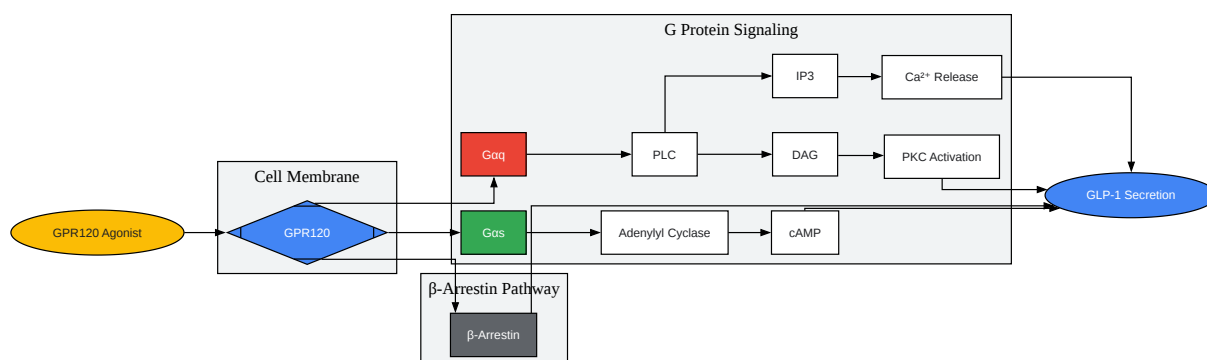 G Protein Signaling
IP3
Ca²⁺ Release
Gαq
PLC
DAG
PKC Activation
Cell Membrane
GLP-1 Secretion
GPR120 Agonist
GPR120
Gαs
Adenylyl Cyclase
cAMP
β-Arrestin Pathway
β-Arrestin